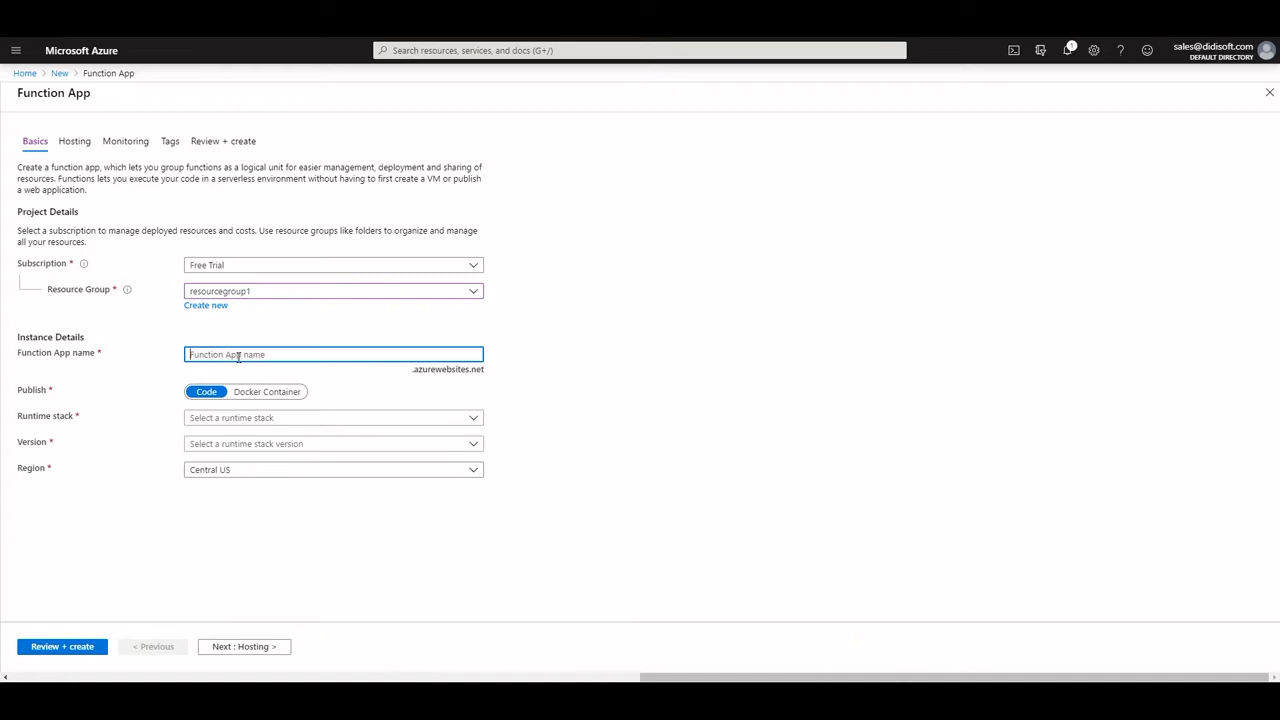 Microsoft Azure
Search resources, services, and docs (G+/)
1
sales@didisoft.com
DEFAULT DIRECTORY
Home > New > Function App
Function App
Basics Hosting Monitoring Tags Review + create
Create a function app, which lets you group functions as a logical unit for easier management, deployment and sharing of
resources. Functions lets you execute your code in a serverless environment without having to first create a VM or publish
a web application.
Project Details
Select a subscription to manage deployed resources and costs. Use resource groups like folders to organize and manage
all your resources.
Subscription * Free Trial
Resource Group * resourcegroup1
Create new
Instance Details
Function App name * Function App name
.azurewebsites.net
Publish * Code Docker Container
Runtime stack * Select a runtime stack
Version * Select a runtime stack version
Region * Central US
Review + create < Previous Next : Hosting >